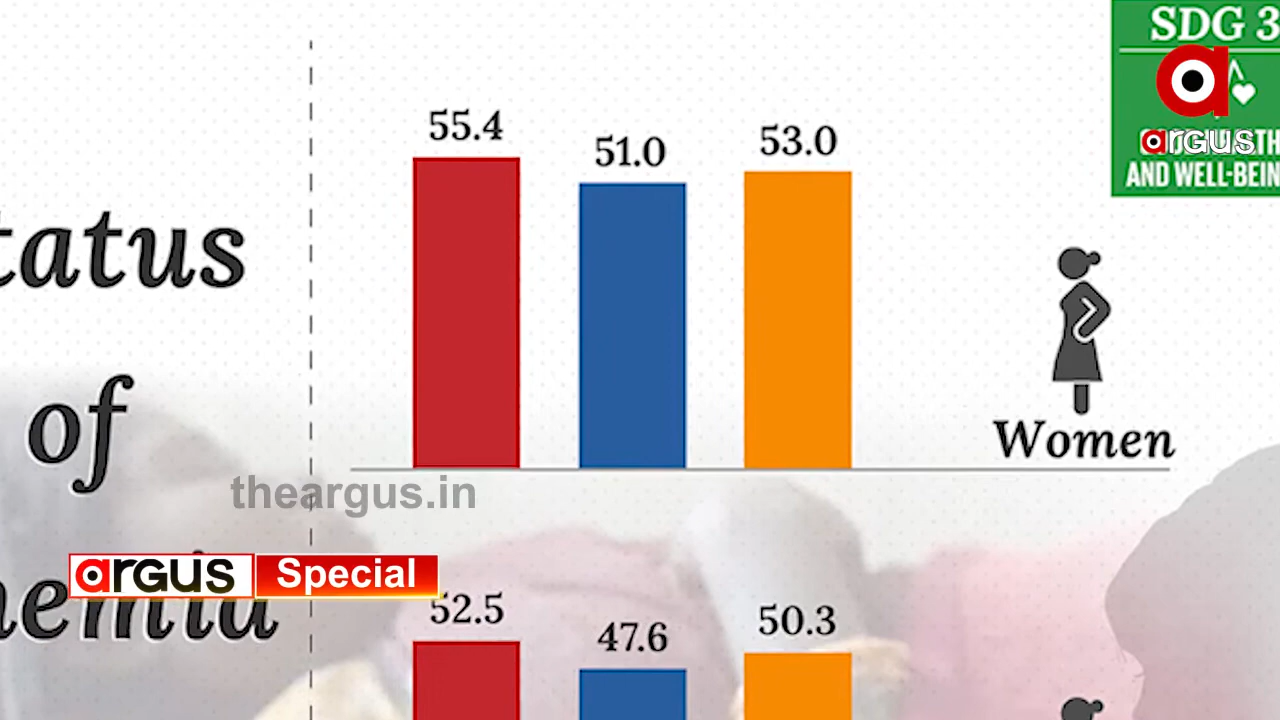 SDG 3
argus
AND WELL-BEIN
55.4
51.0
53.0
tatus
of
Women
theargus.in
argus Special
52.5
47.6
50.3